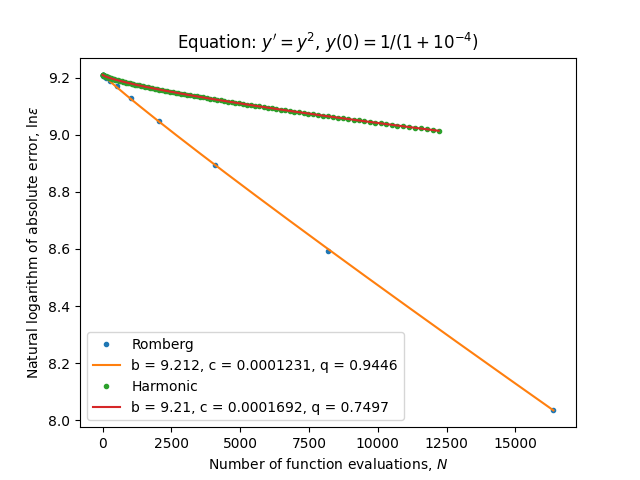 Equation: y′ = y², y(0) = 1/(1 + 10⁻⁴)
Natural logarithm of absolute error, lnε
9.2
9.0
8.8
8.6
8.4
8.2
8.0
Romberg
b = 9.212, c = 0.0001231, q = 0.9446
Harmonic
b = 9.21, c = 0.0001692, q = 0.7497
0 2500 5000 7500 10000 12500 15000
Number of function evaluations, N